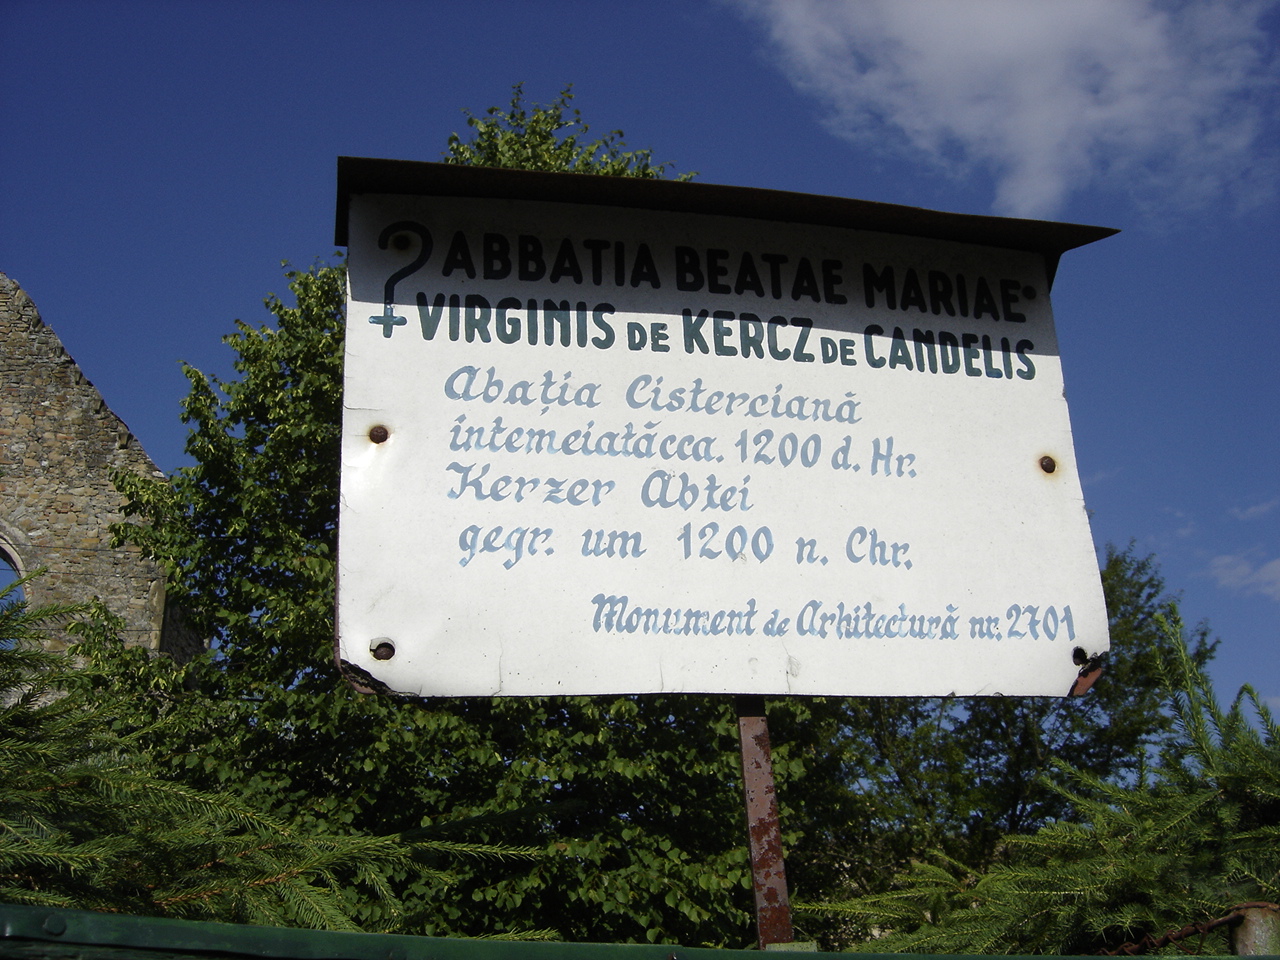 ABBATIA BEATAE MARIAE
VIRGINIS DE KERCZ DE CANDELIS
Abația Cisterciană
întemeiatăcca. 1200 d. Hr.
Kerzer Abtei
gegr. um 1200 n. Chr.
Monument de Arhitectură nr. 2701